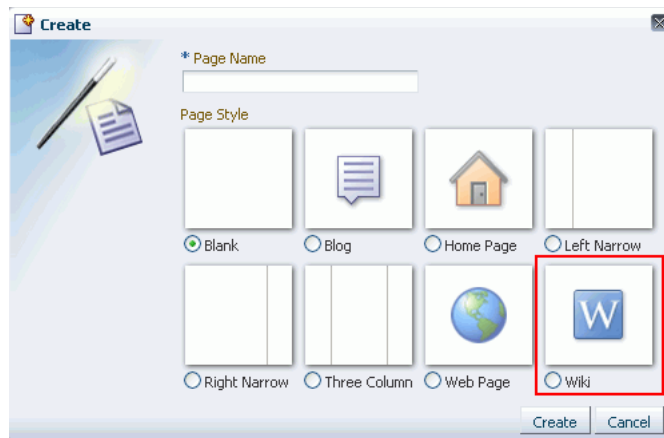 Create
* Page Name
Page Style
Blank Blog Home Page Left Narrow
W
Right Narrow Three Column Web Page Wiki
Create Cancel